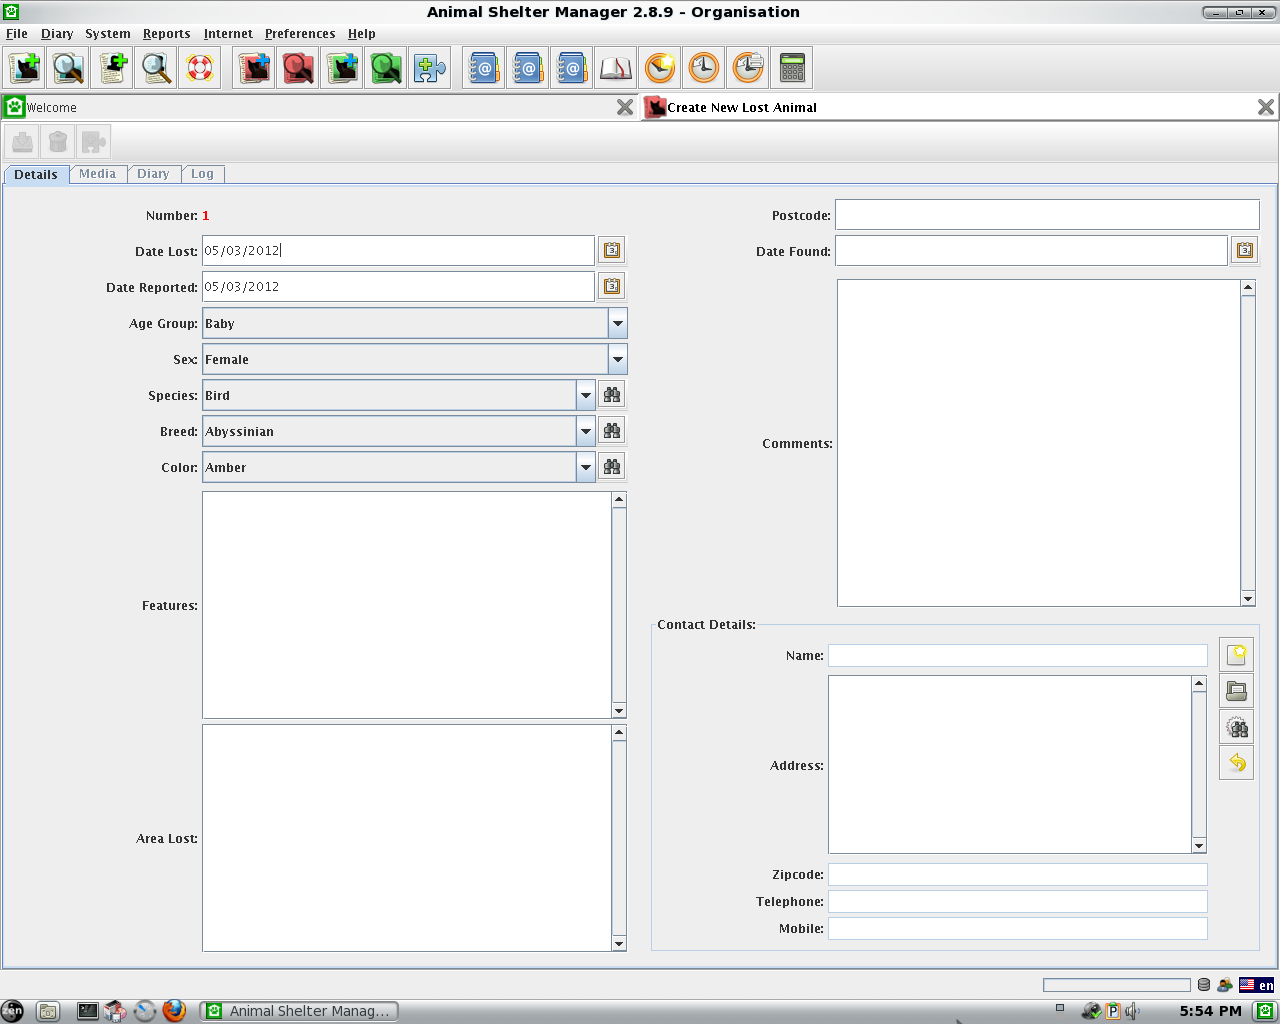 Animal Shelter Manager 2.8.9 - Organisation
File Diary System Reports Internet Preferences Help
Welcome
Create New Lost Animal
Details Media Diary Log
Number: 1
Date Lost: 05/03/2012
Date Reported: 05/03/2012
Age Group: Baby
Sex: Female
Species: Bird
Breed: Abyssinian
Color: Amber
Features:
Area Lost:
Postcode:
Date Found:
Comments:
Contact Details:
Name:
Address:
Zipcode:
Telephone:
Mobile:
en
zen
Animal Shelter Manag...
5:54 PM